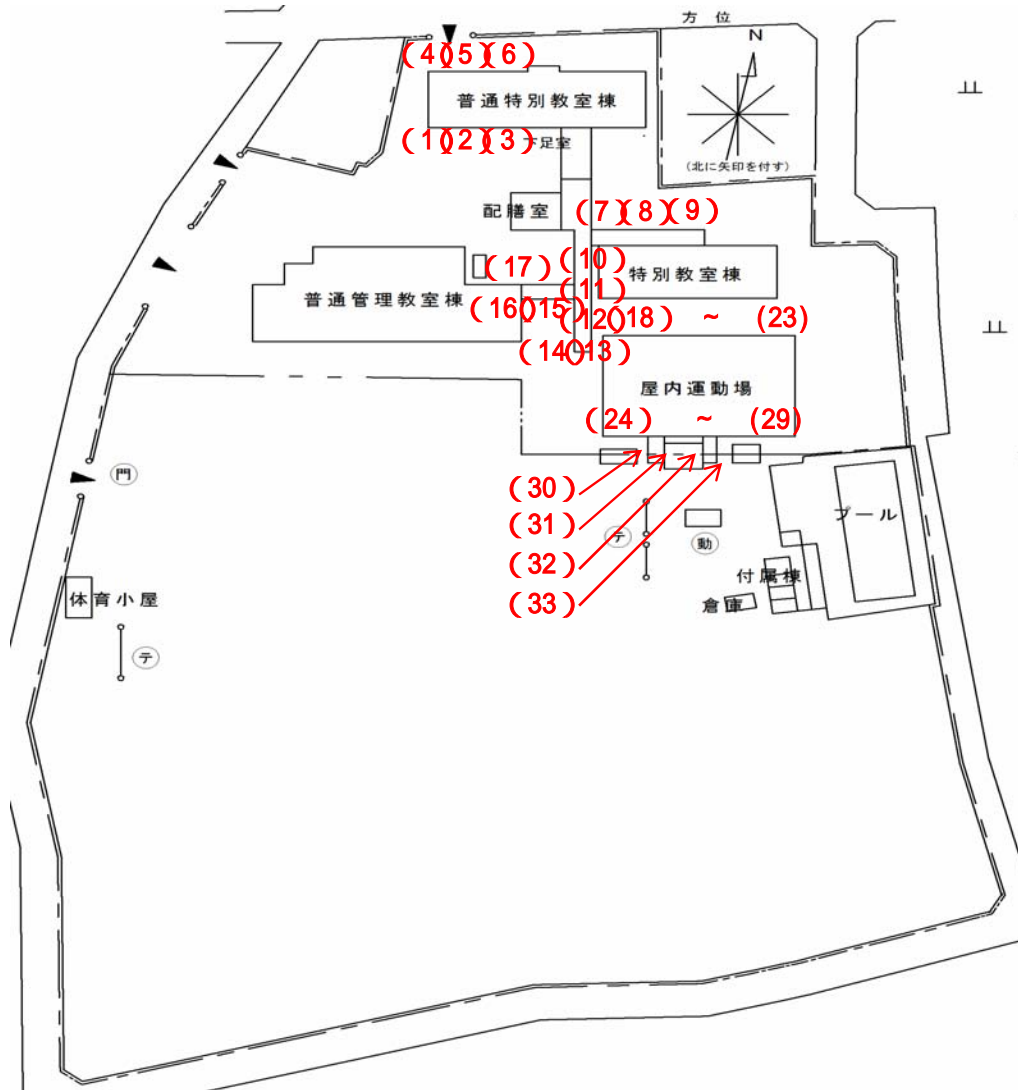 方位
N
(北に矢印を付す)
(4)(5)(6)
普通特別教室棟
(1)(2)(3)
下足室
配膳室
(7)(8)(9)
(10)
(17)
特別教室棟
(11)
普通管理教室棟
(16)(15)
(12)(18) ~ (23)
(14)(13)
屋内運動場
(24) ~ (29)
門
(30)
(31)
(32)
(33)
テ
動
プール
付属棟
倉庫
体育小屋
テ